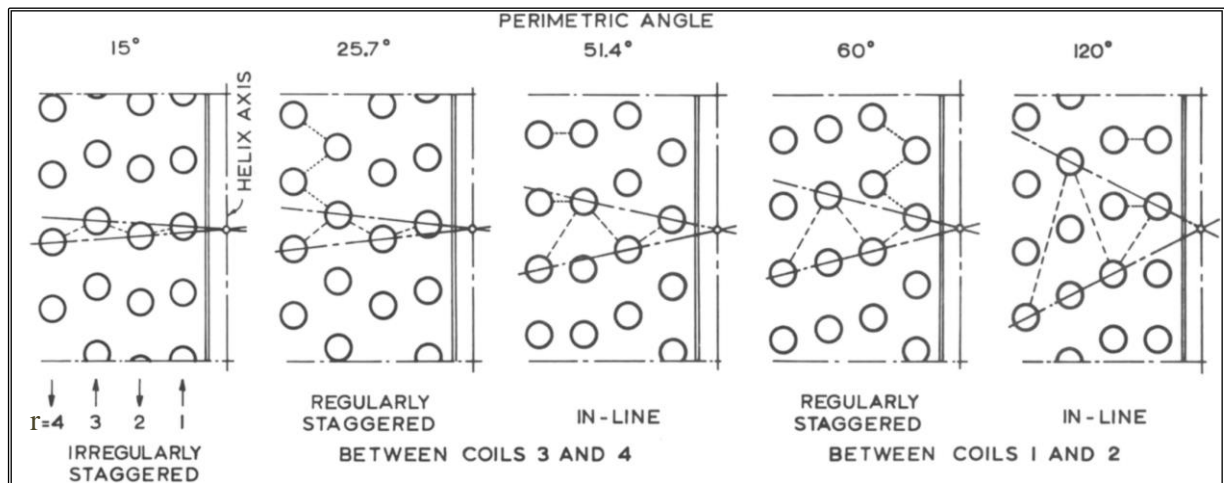 PERIMETRIC ANGLE
15° 25.7° 51.4° 60° 120°
HELIX AXIS
r=4 3 2 1
IRREGULARLY
STAGGERED
REGULARLY
STAGGERED
IN-LINE
BETWEEN COILS 3 AND 4
REGULARLY
STAGGERED
IN-LINE
BETWEEN COILS 1 AND 2